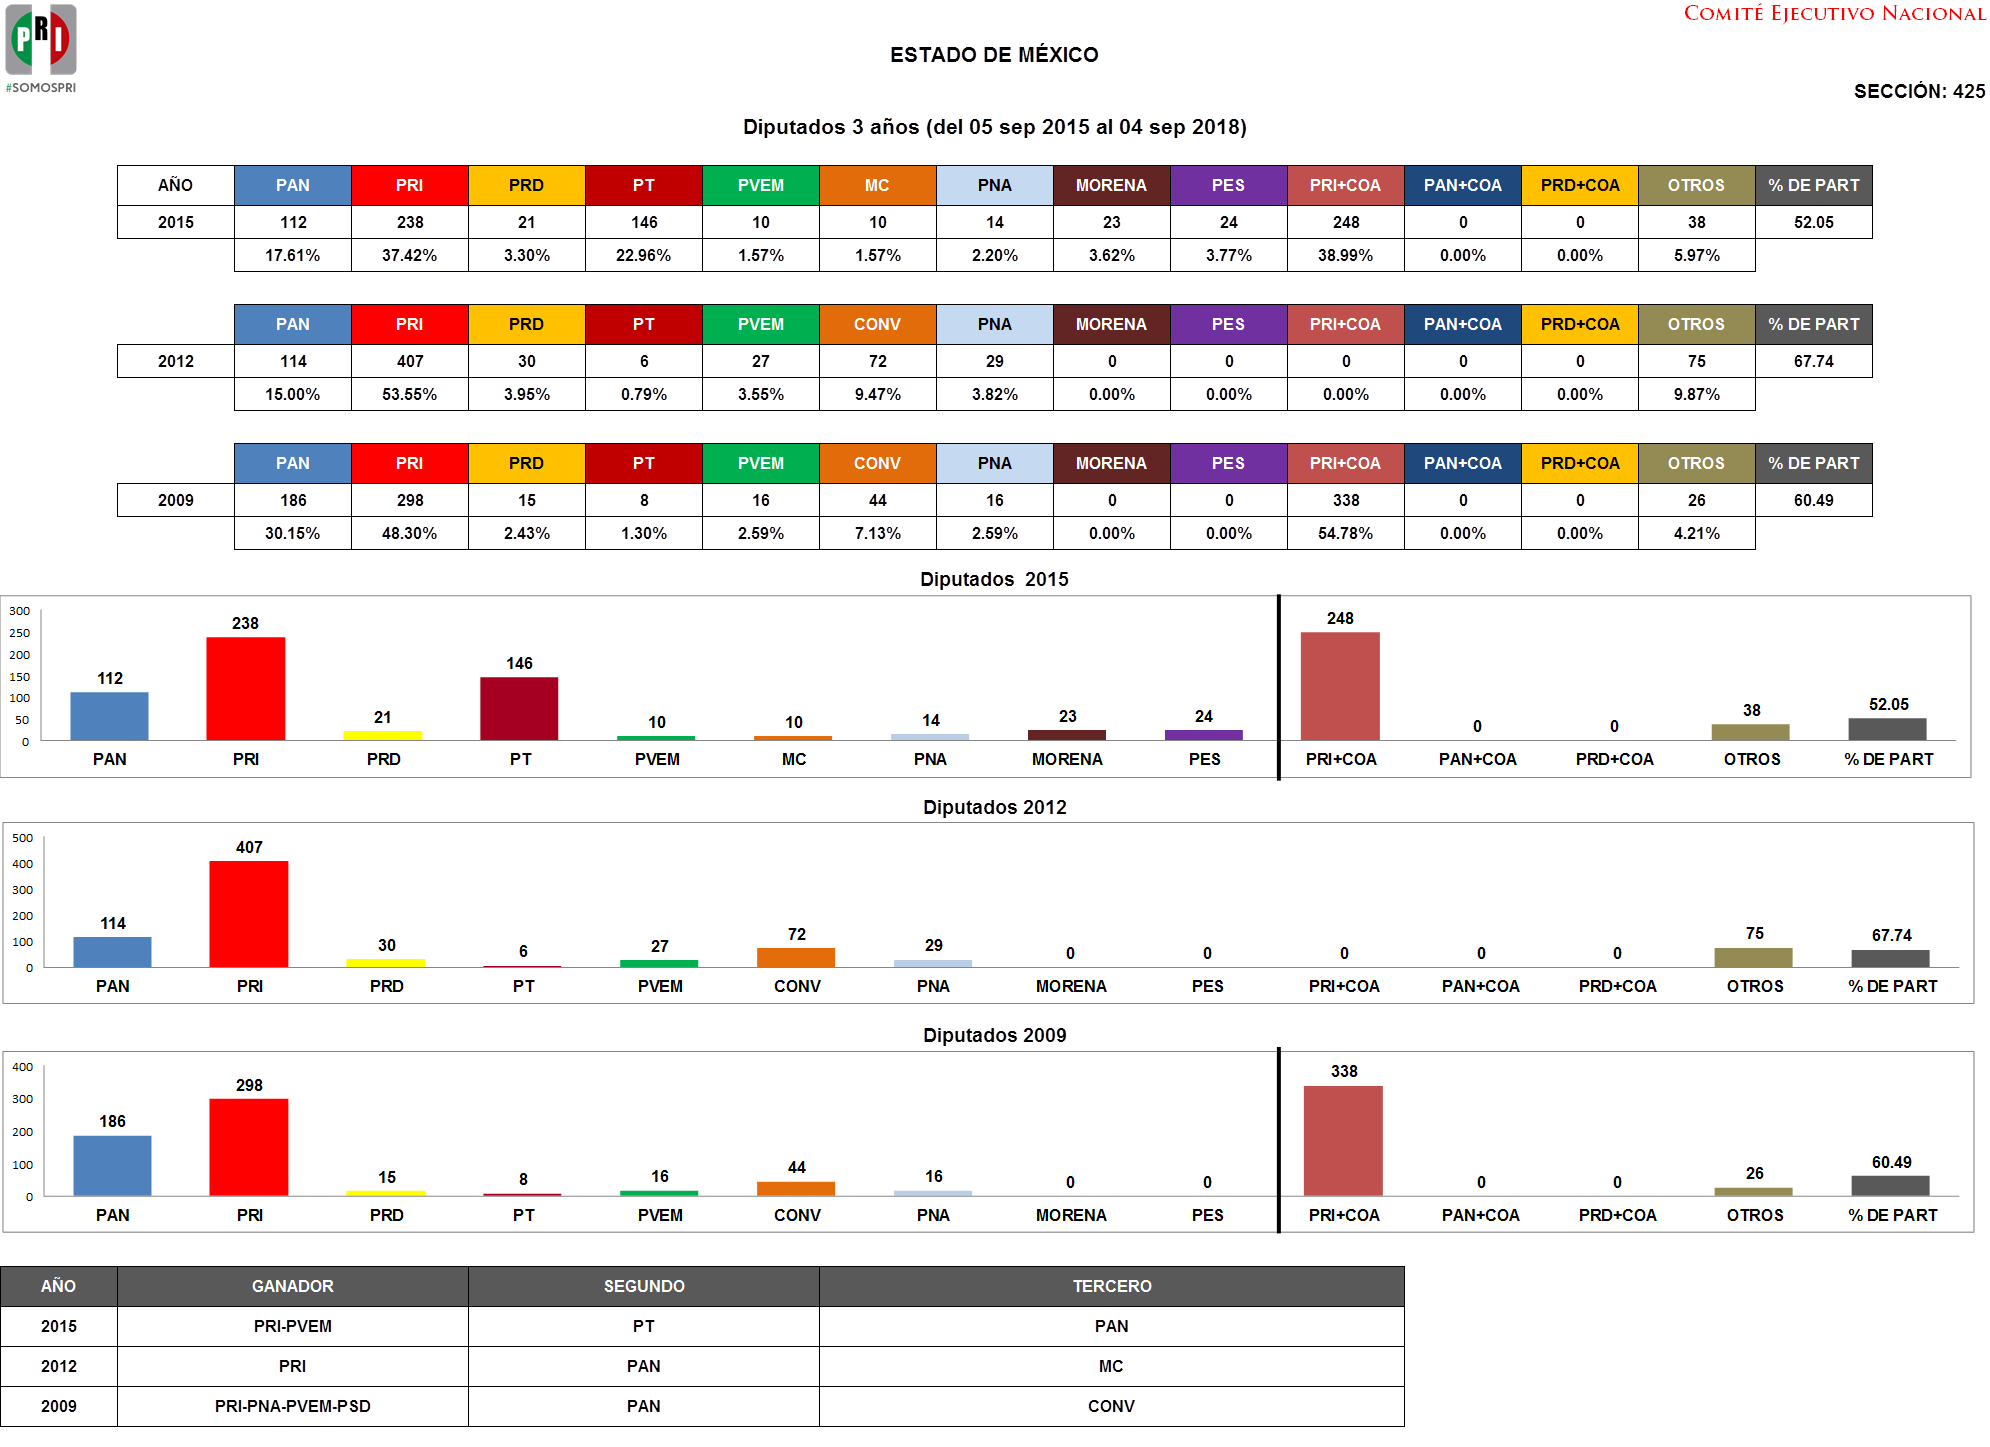 PRI
#SOMOSPRI
COMITÉ EJECUTIVO NACIONAL
ESTADO DE MÉXICO
SECCIÓN: 425
Diputados 3 años (del 05 sep 2015 al 04 sep 2018)
AÑO PAN PRI PRD PT PVEM MC PNA MORENA PES PRI+COA PAN+COA PRD+COA OTROS % DE PART
2015 112 238 21 146 10 10 14 23 24 248 0 0 38 52.05
17.61% 37.42% 3.30% 22.96% 1.57% 1.57% 2.20% 3.62% 3.77% 38.99% 0.00% 0.00% 5.97%
PAN PRI PRD PT PVEM CONV PNA MORENA PES PRI+COA PAN+COA PRD+COA OTROS % DE PART
2012 114 407 30 6 27 72 29 0 0 0 0 0 75 67.74
15.00% 53.55% 3.95% 0.79% 3.55% 9.47% 3.82% 0.00% 0.00% 0.00% 0.00% 0.00% 9.87%
PAN PRI PRD PT PVEM CONV PNA MORENA PES PRI+COA PAN+COA PRD+COA OTROS % DE PART
2009 186 298 15 8 16 44 16 0 0 338 0 0 26 60.49
30.15% 48.30% 2.43% 1.30% 2.59% 7.13% 2.59% 0.00% 0.00% 54.78% 0.00% 0.00% 4.21%
Diputados 2015
300
250
200
150
100
50
0
112 238 21 146 10 10 14 23 24 248 0 0 38 52.05
PAN PRI PRD PT PVEM MC PNA MORENA PES PRI+COA PAN+COA PRD+COA OTROS % DE PART
Diputados 2012
500
400
300
200
100
0
114 407 30 6 27 72 29 0 0 0 0 0 75 67.74
PAN PRI PRD PT PVEM CONV PNA MORENA PES PRI+COA PAN+COA PRD+COA OTROS % DE PART
Diputados 2009
400
300
200
100
0
186 298 15 8 16 44 16 0 0 338 0 0 26 60.49
PAN PRI PRD PT PVEM CONV PNA MORENA PES PRI+COA PAN+COA PRD+COA OTROS % DE PART
AÑO GANADOR SEGUNDO TERCERO
2015 PRI-PVEM PT PAN
2012 PRI PAN MC
2009 PRI-PNA-PVEM-PSD PAN CONV